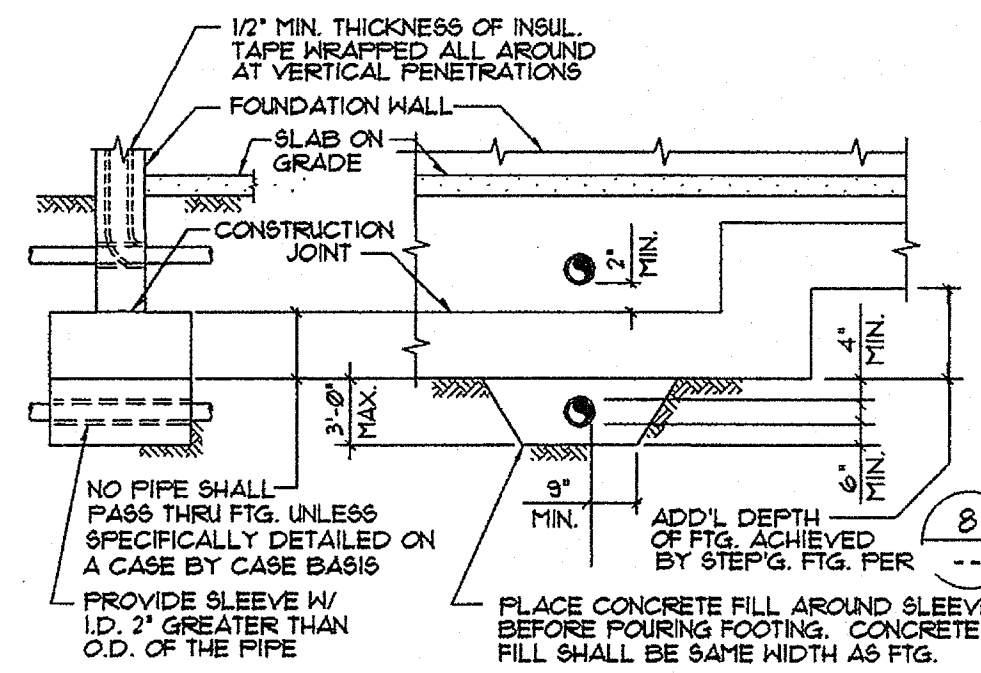 1/2" MIN. THICKNESS OF INSUL.
TAPE WRAPPED ALL AROUND
AT VERTICAL PENETRATIONS
FOUNDATION WALL
SLAB ON
GRADE
CONSTRUCTION
JOINT
2"
MIN.
4"
MIN.
3'-0"
MAX.
6"
MIN.
9"
MIN.
NO PIPE SHALL
PASS THRU FTG. UNLESS
SPECIFICALLY DETAILED ON
A CASE BY CASE BASIS
ADD'L DEPTH
OF FTG. ACHIEVED
BY STEP'G. FTG. PER
8
--
PROVIDE SLEEVE W/
I.D. 2" GREATER THAN
O.D. OF THE PIPE
PLACE CONCRETE FILL AROUND SLEEVE
BEFORE POURING FOOTING. CONCRETE
FILL SHALL BE SAME WIDTH AS FTG.